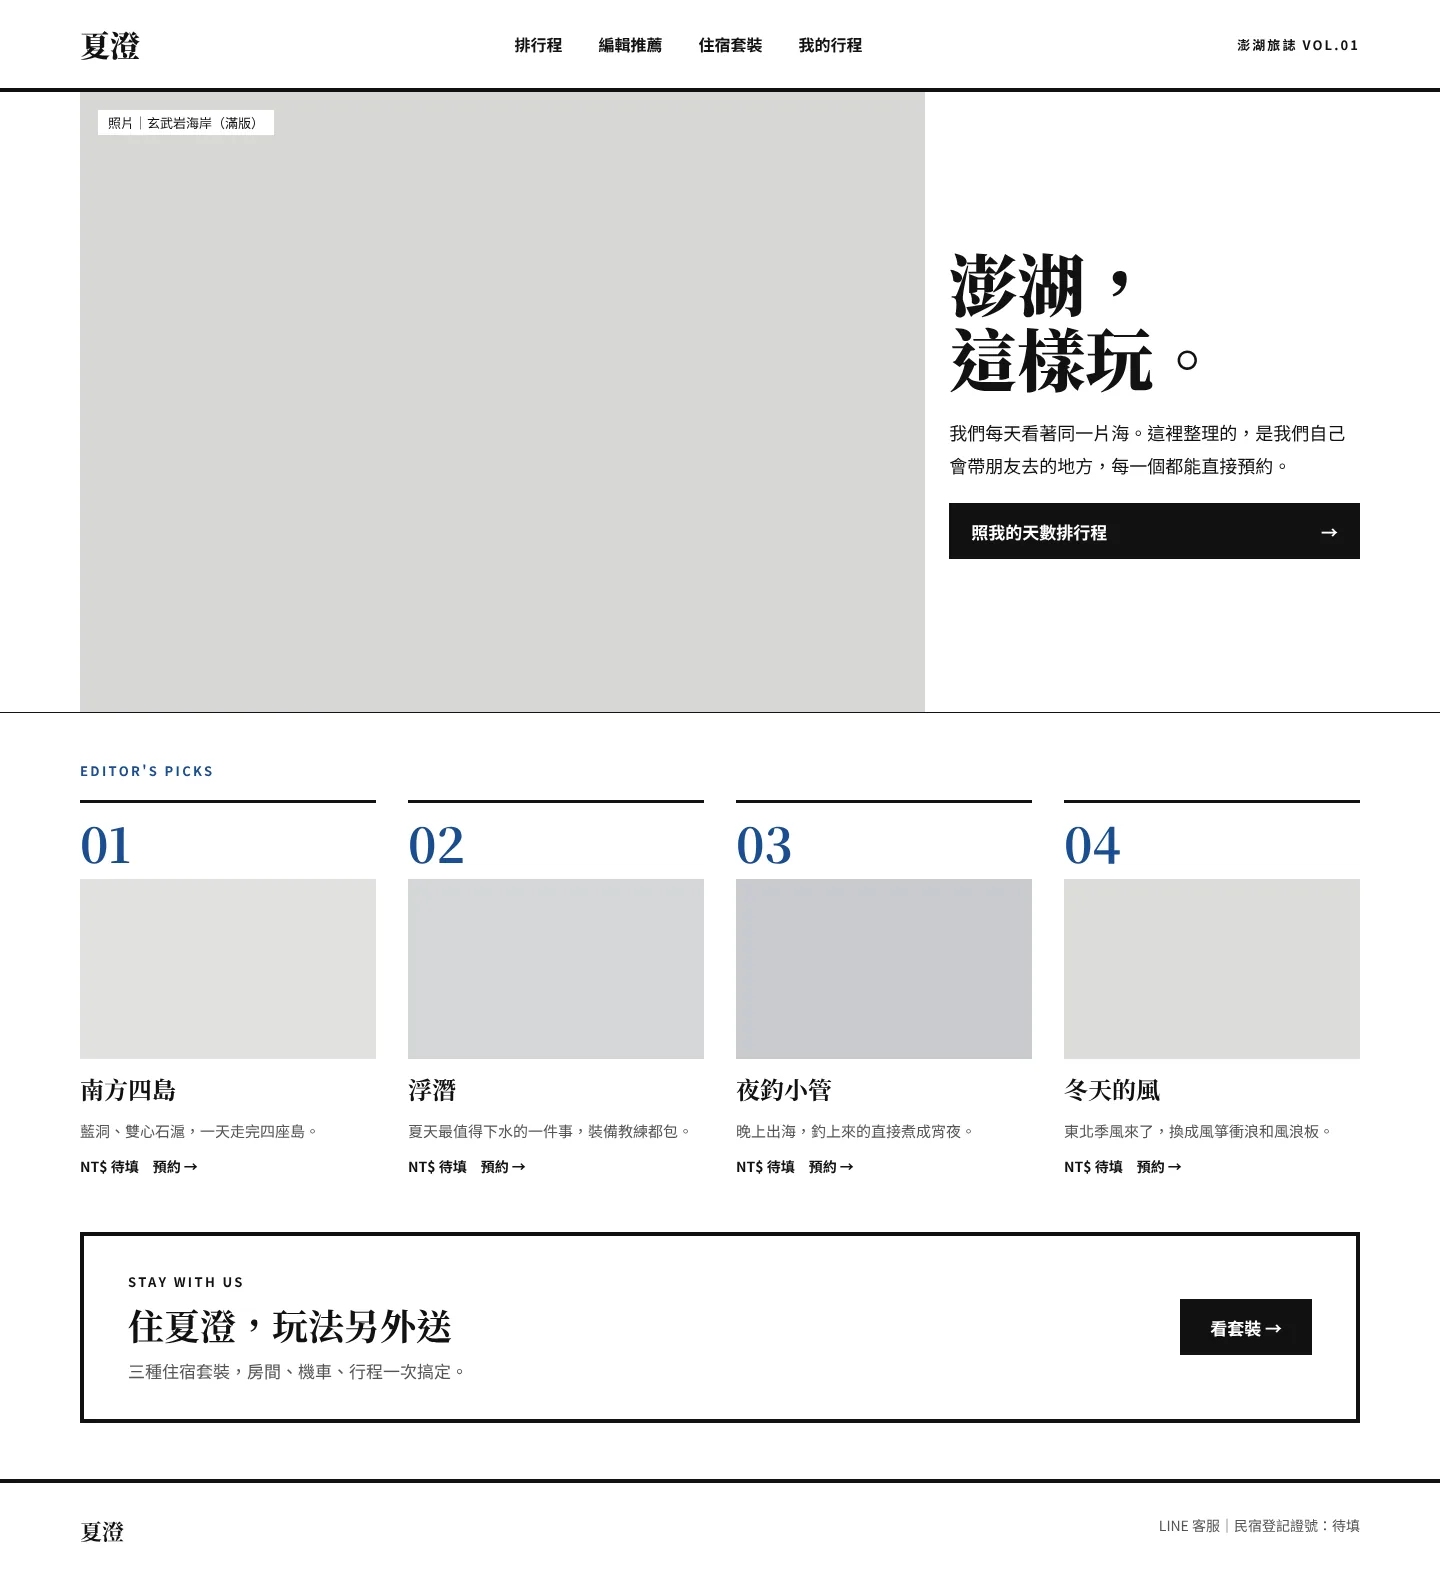 夏澄
排行程 編輯推薦 住宿套裝 我的行程
澎湖旅誌 VOL.01
照片｜玄武岩海岸（滿版）
澎湖，
這樣玩。
我們每天看著同一片海。這裡整理的，是我們自己
會帶朋友去的地方，每一個都能直接預約。
照我的天數排行程 →
EDITOR'S PICKS
01
南方四島
藍洞、雙心石滬，一天走完四座島。
NT$ 待填 預約 →
02
浮潛
夏天最值得下水的一件事，裝備教練都包。
NT$ 待填 預約 →
03
夜釣小管
晚上出海，釣上來的直接煮成宵夜。
NT$ 待填 預約 →
04
冬天的風
東北季風來了，換成風箏衝浪和風浪板。
NT$ 待填 預約 →
STAY WITH US
住夏澄，玩法另外送
三種住宿套裝，房間、機車、行程一次搞定。
看套裝 →
夏澄
LINE 客服｜民宿登記證號：待填